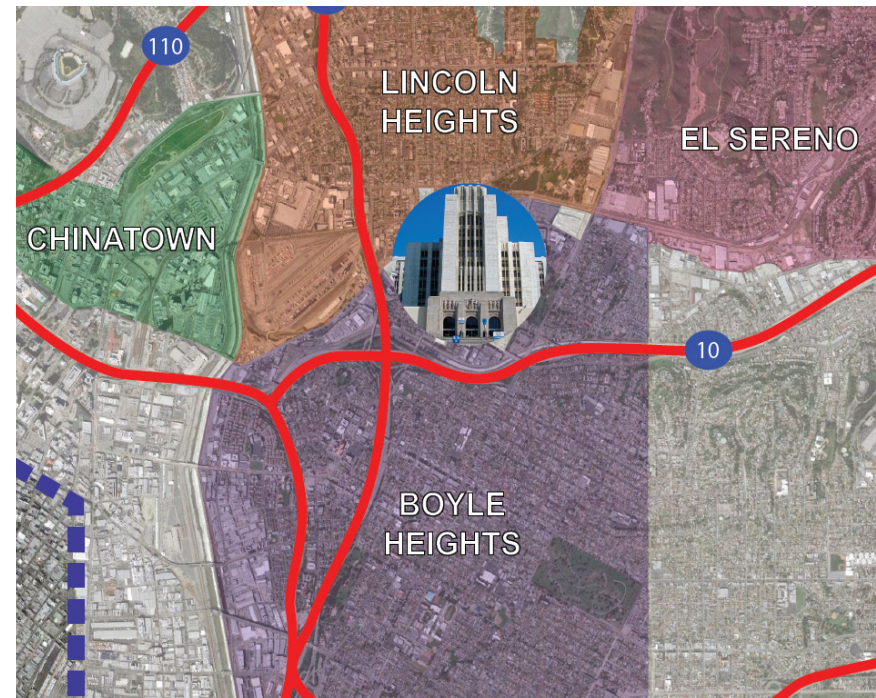 110
LINCOLN
HEIGHTS
EL SERENO
CHINATOWN
10
BOYLE
HEIGHTS